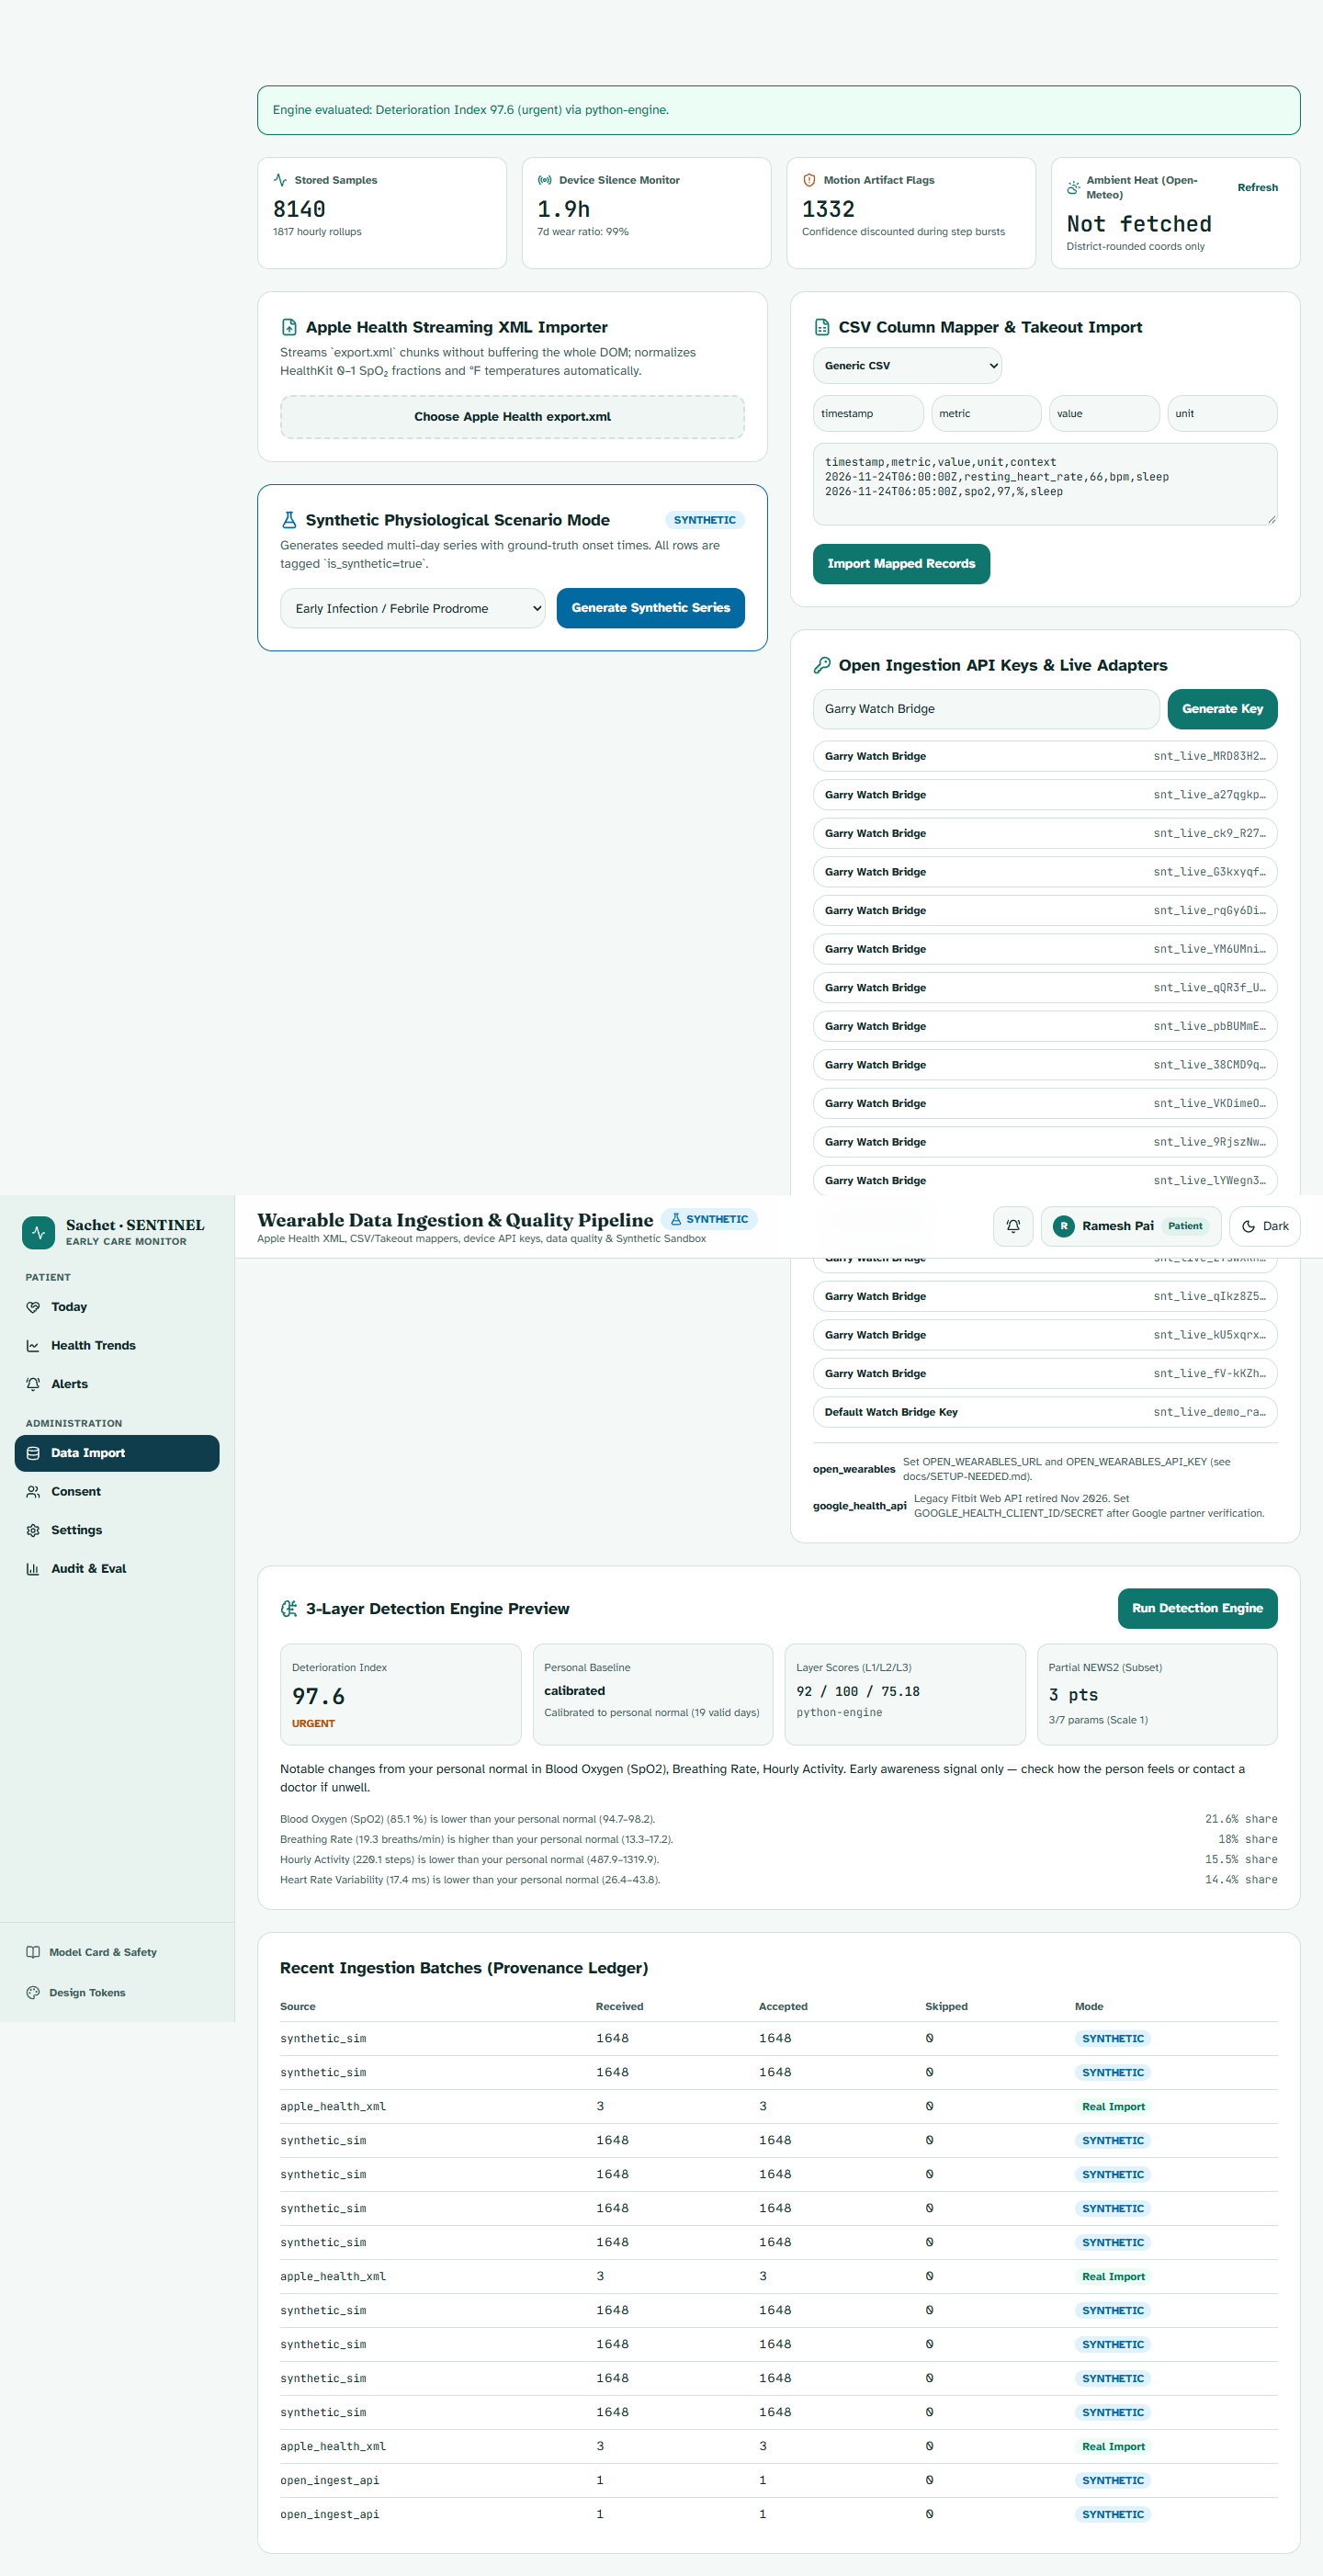 Engine evaluated: Deterioration Index 97.6 (urgent) via python-engine.
Stored Samples
8140
1817 hourly rollups
Device Silence Monitor
1.9h
7d wear ratio: 99%
Motion Artifact Flags
1332
Confidence discounted during step bursts
Ambient Heat (Open-
Meteo)
Refresh
Not fetched
District-rounded coords only
Apple Health Streaming XML Importer
Streams `export.xml` chunks without buffering the whole DOM; normalizes
HealthKit 0–1 SpO₂ fractions and °F temperatures automatically.
Choose Apple Health export.xml
Synthetic Physiological Scenario Mode
SYNTHETIC
Generates seeded multi-day series with ground-truth onset times. All rows are
tagged `is_synthetic=true`.
Early Infection / Febrile Prodrome
Generate Synthetic Series
CSV Column Mapper & Takeout Import
Generic CSV
timestamp
metric
value
unit
timestamp,metric,value,unit,context
2026-11-24T06:00:00Z,resting_heart_rate,66,bpm,sleep
2026-11-24T06:05:00Z,spo2,97,%,sleep
Import Mapped Records
Open Ingestion API Keys & Live Adapters
Garry Watch Bridge
Generate Key
Garry Watch Bridge snt_live_MRD83H2…
Garry Watch Bridge snt_live_a27qgkp…
Garry Watch Bridge snt_live_ck9_R27…
Garry Watch Bridge snt_live_G3kxyqf…
Garry Watch Bridge snt_live_rqGy6Di…
Garry Watch Bridge snt_live_YM6UMni…
Garry Watch Bridge snt_live_qQR3f_U…
Garry Watch Bridge snt_live_pbBUMmE…
Garry Watch Bridge snt_live_38CMD9q…
Garry Watch Bridge snt_live_VKDimeO…
Garry Watch Bridge snt_live_9RjszNw…
Garry Watch Bridge snt_live_lYWegn3…
Sachet · SENTINEL
EARLY CARE MONITOR
Wearable Data Ingestion & Quality Pipeline
SYNTHETIC
Apple Health XML, CSV/Takeout mappers, device API keys, data quality & Synthetic Sandbox
R Ramesh Pai Patient
Dark
PATIENT
Today
Health Trends
Alerts
ADMINISTRATION
Data Import
Consent
Settings
Audit & Eval
Model Card & Safety
Design Tokens
Garry Watch Bridge snt_live_qIkz8Z5…
Garry Watch Bridge snt_live_kU5xqrx…
Garry Watch Bridge snt_live_fV-kKZh…
Default Watch Bridge Key snt_live_demo_ra…
open_wearables
Set OPEN_WEARABLES_URL and OPEN_WEARABLES_API_KEY (see
docs/SETUP-NEEDED.md).
google_health_api
Legacy Fitbit Web API retired Nov 2026. Set
GOOGLE_HEALTH_CLIENT_ID/SECRET after Google partner verification.
3-Layer Detection Engine Preview
Run Detection Engine
Deterioration Index
97.6
URGENT
Personal Baseline
calibrated
Calibrated to personal normal (19 valid days)
Layer Scores (L1/L2/L3)
92 / 100 / 75.18
python-engine
Partial NEWS2 (Subset)
3 pts
3/7 params (Scale 1)
Notable changes from your personal normal in Blood Oxygen (SpO2), Breathing Rate, Hourly Activity. Early awareness signal only — check how the person feels or contact a
doctor if unwell.
Blood Oxygen (SpO2) (85.1 %) is lower than your personal normal (94.7–98.2). 21.6% share
Breathing Rate (19.3 breaths/min) is higher than your personal normal (13.3–17.2). 18% share
Hourly Activity (220.1 steps) is lower than your personal normal (487.9–1319.9). 15.5% share
Heart Rate Variability (17.4 ms) is lower than your personal normal (26.4–43.8). 14.4% share
Recent Ingestion Batches (Provenance Ledger)
Source Received Accepted Skipped Mode
synthetic_sim 1648 1648 0 SYNTHETIC
synthetic_sim 1648 1648 0 SYNTHETIC
apple_health_xml 3 3 0 Real Import
synthetic_sim 1648 1648 0 SYNTHETIC
synthetic_sim 1648 1648 0 SYNTHETIC
synthetic_sim 1648 1648 0 SYNTHETIC
synthetic_sim 1648 1648 0 SYNTHETIC
apple_health_xml 3 3 0 Real Import
synthetic_sim 1648 1648 0 SYNTHETIC
synthetic_sim 1648 1648 0 SYNTHETIC
synthetic_sim 1648 1648 0 SYNTHETIC
synthetic_sim 1648 1648 0 SYNTHETIC
apple_health_xml 3 3 0 Real Import
open_ingest_api 1 1 0 SYNTHETIC
open_ingest_api 1 1 0 SYNTHETIC